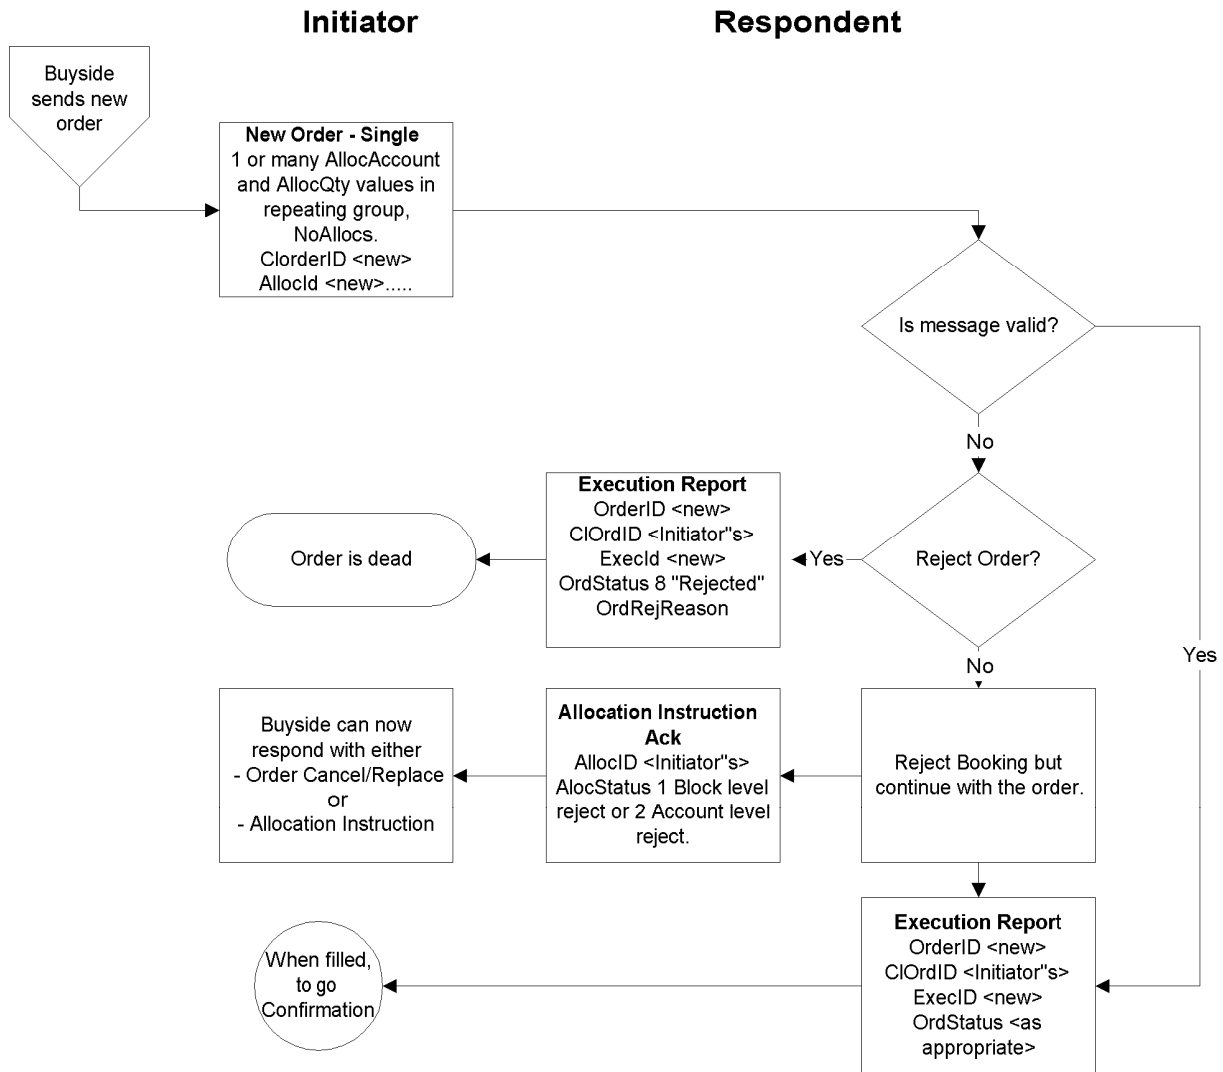 Initiator
Respondent
Buyside
sends new
order
New Order - Single
1 or many AllocAccount
and AllocQty values in
repeating group,
NoAllocs.
ClorderID <new>
AllocId <new>.....
Is message valid?
No
Yes
Reject Order?
Yes
Execution Report
OrderID <new>
ClOrdID <Initiator"s>
ExecId <new>
OrdStatus 8 "Rejected"
OrdRejReason
Order is dead
No
Reject Booking but
continue with the order.
Allocation Instruction
Ack
AllocID <Initiator"s>
AlocStatus 1 Block level
reject or 2 Account level
reject.
Buyside can now
respond with either
- Order Cancel/Replace
or
- Allocation Instruction
Execution Report
OrderID <new>
ClOrdID <Initiator"s>
ExecID <new>
OrdStatus <as
appropriate>
When filled,
to go
Confirmation